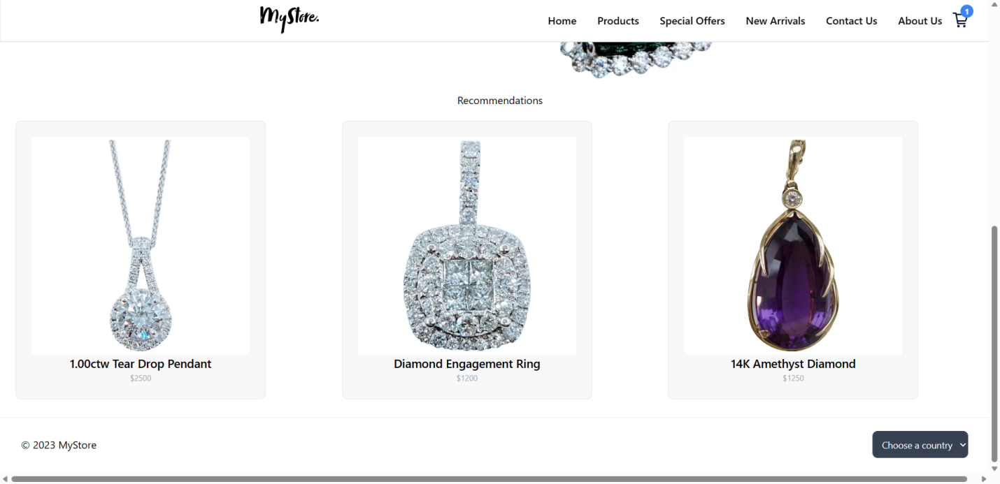 MyStore.
Home Products Special Offers New Arrivals Contact Us About Us 1
Recommendations
1.00ctw Tear Drop Pendant
$2500
Diamond Engagement Ring
$1200
14K Amethyst Diamond
$1250
© 2023 MyStore
Choose a country